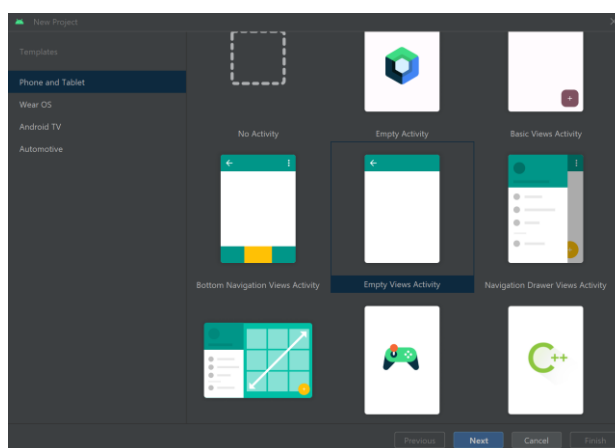 New Project
Templates
Phone and Tablet
Wear OS
Android TV
Automotive
No Activity
Empty Activity
Basic Views Activity
Bottom Navigation Views Activity
Empty Views Activity
Navigation Drawer Views Activity
C++
Previous
Next
Cancel
Finish